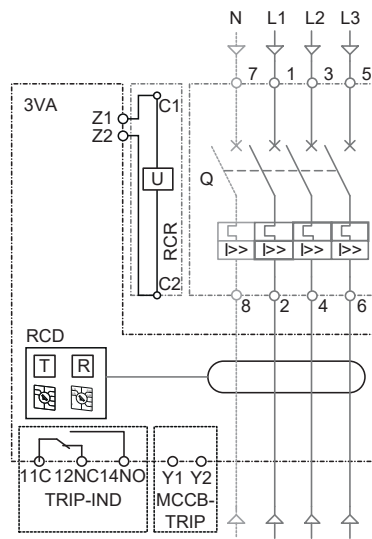 N L1 L2 L3
7 1 3 5
3VA
Z1
Z2
C1
U
RCR
C2
Q
I>> I>> I>> I>>
8 2 4 6
RCD
T R
11C 12NC 14NO
TRIP-IND
Y1 Y2
MCCB-
TRIP